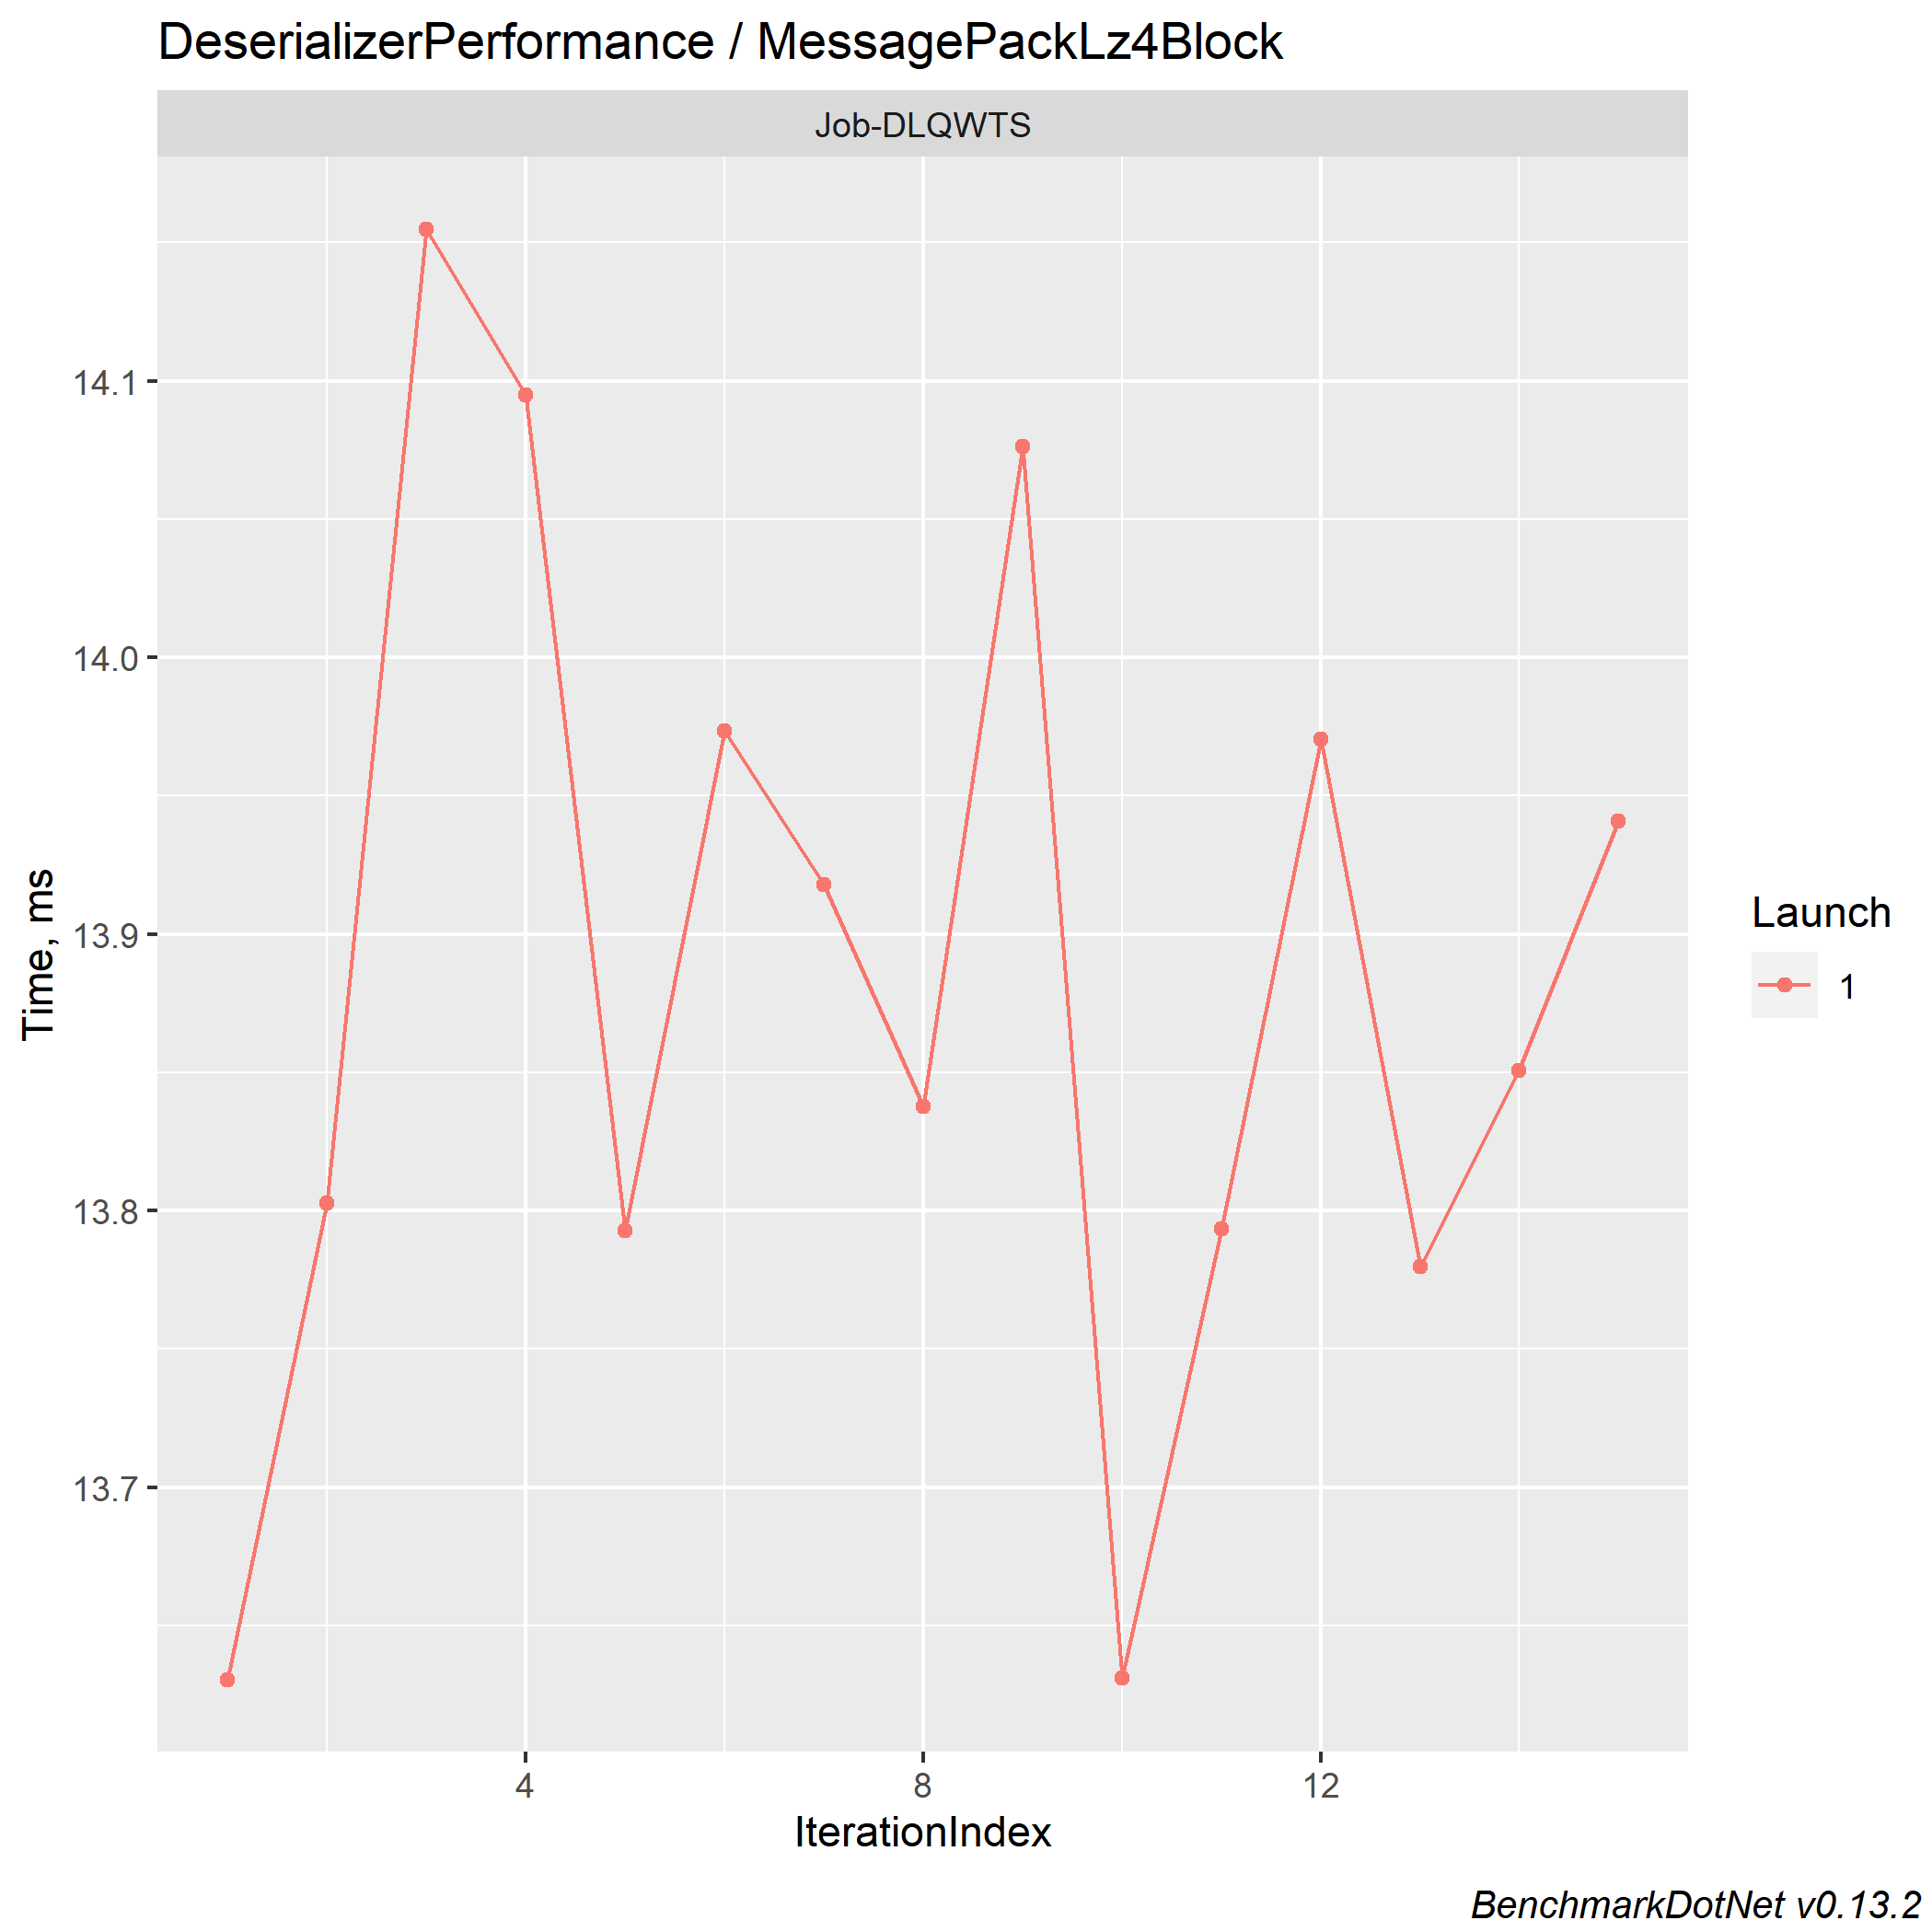 DeserializerPerformance / MessagePackLz4Block
Job-DLQWTS
14.1
14.0
13.9
13.8
13.7
Time, ms
4
8
12
IterationIndex
Launch
1
BenchmarkDotNet v0.13.2